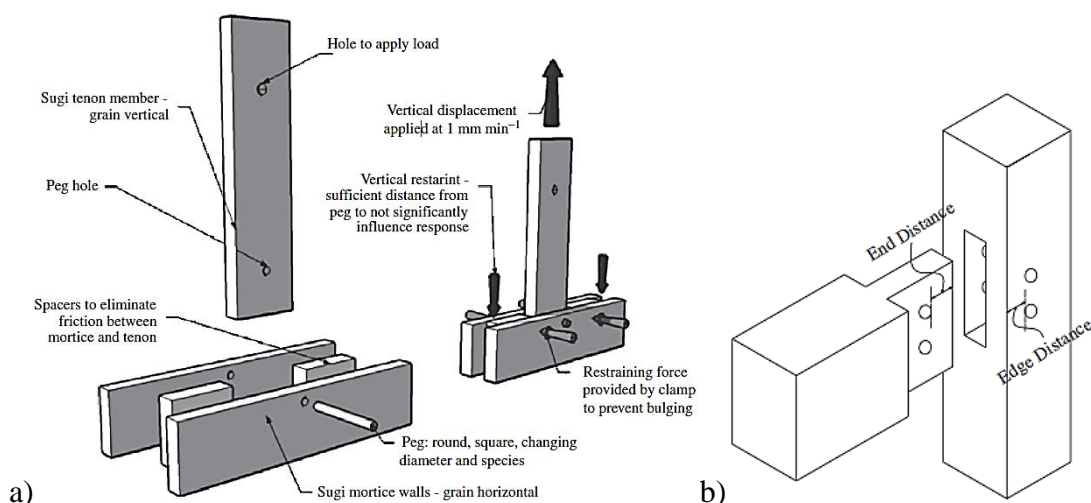 Hole to apply load
Sugi tenon member -
grain vertical
Peg hole
Spacers to eliminate
friction between
mortice and tenon
Vertical displacement
applied at 1 mm min⁻¹
Vertical restarint -
sufficient distance from
peg to not significantly
influence response
Restraining force
provided by clamp
to prevent bulging
Peg: round, square, changing
diameter and species
Sugi mortice walls - grain horizontal
a)
End Distance
Edge Distance
b)